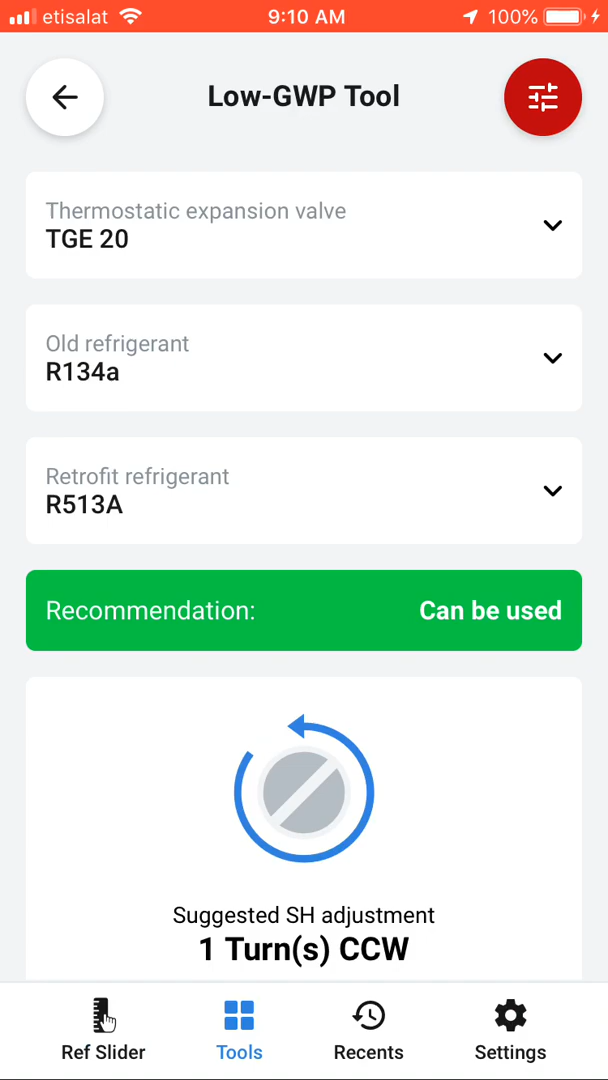 etisalat
9:10 AM
100%
Low-GWP Tool
Thermostatic expansion valve
TGE 20
Old refrigerant
R134a
Retrofit refrigerant
R513A
Recommendation: Can be used
Suggested SH adjustment
1 Turn(s) CCW
Ref Slider
Tools
Recents
Settings